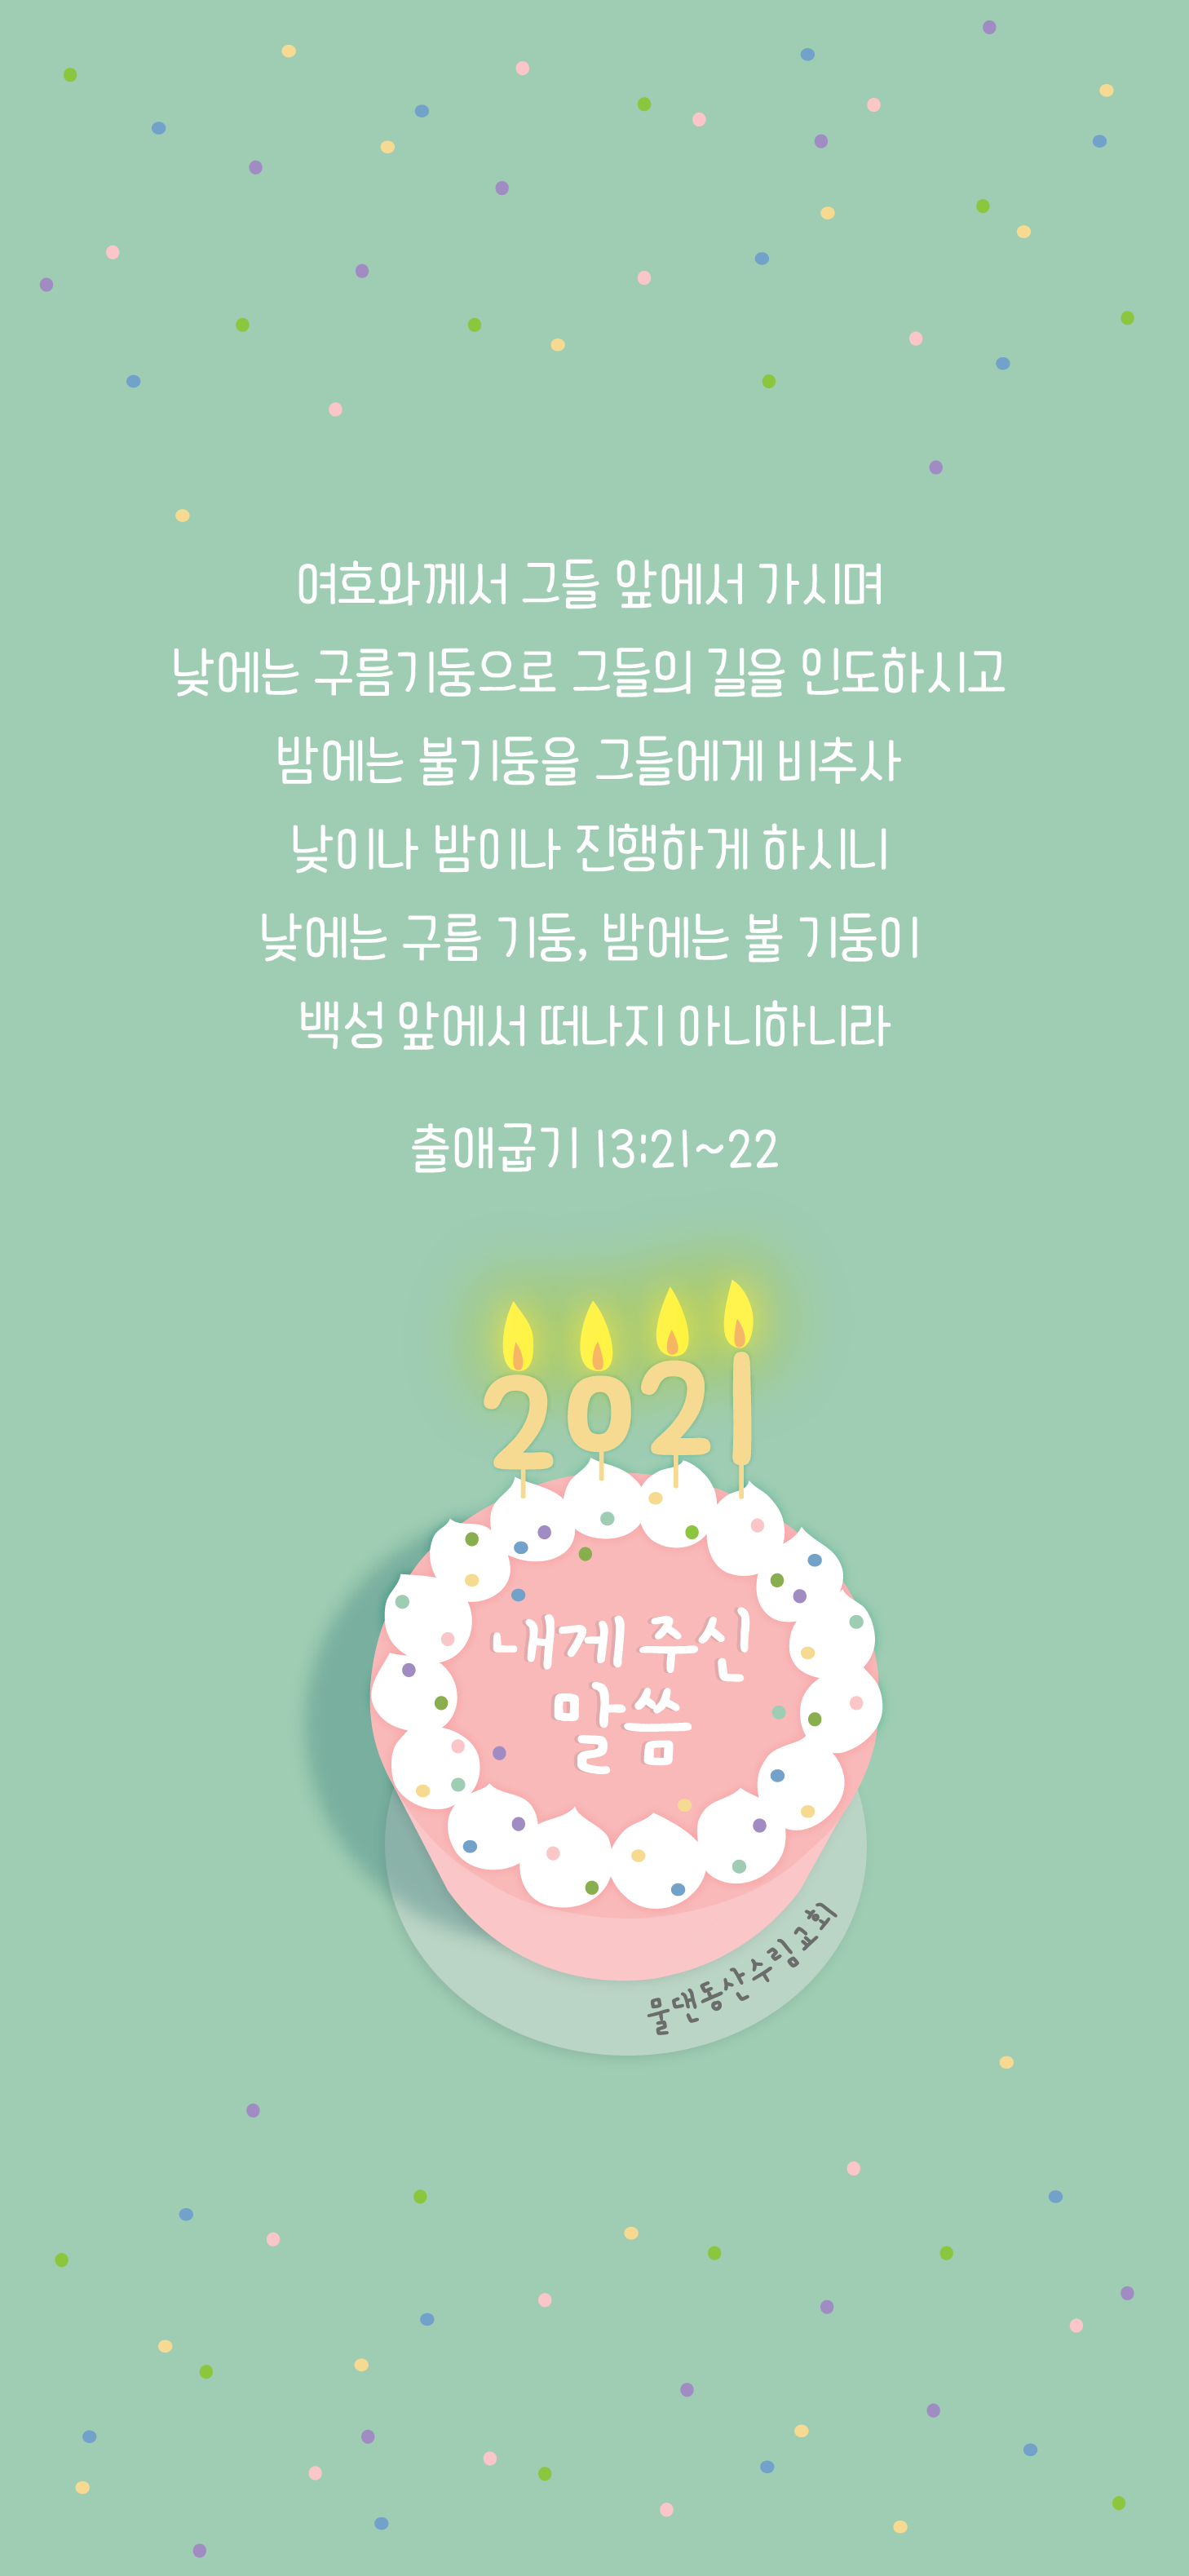 여호와께서 그들 앞에서 가시며
낮에는 구름기둥으로 그들의 길을 인도하시고
밤에는 불기둥을 그들에게 비추사
낮이나 밤이나 진행하게 하시니
낮에는 구름 기둥, 밤에는 불 기둥이
백성 앞에서 떠나지 아니하니라
출애굽기 13:21~22
2021
내게 주신
말씀
물댄동산수림교회